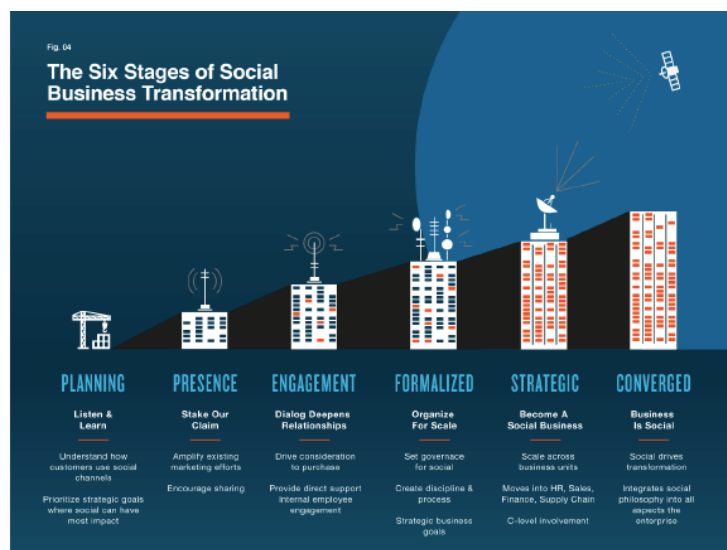 Fig. 04
The Six Stages of Social
Business Transformation
PLANNING
Listen &
Learn
Understand how
customers use social
channels
Prioritize strategic goals
where social can have
most impact
PRESENCE
Stake Our
Claim
Amplify existing
marketing efforts
Encourage sharing
ENGAGEMENT
Dialog Deepens
Relationships
Drive consideration
to purchase
Provide direct support
Internal employee
engagement
FORMALIZED
Organize
For Scale
Set governace
for social
Create discipline &
process
Strategic business
goals
STRATEGIC
Become A
Social Business
Scale across
business units
Moves into HR, Sales,
Finance, Supply Chain
C-level involvement
CONVERGED
Business
Is Social
Social drives
transformation
Integrates social
philosophy into all
aspects the
enterprise